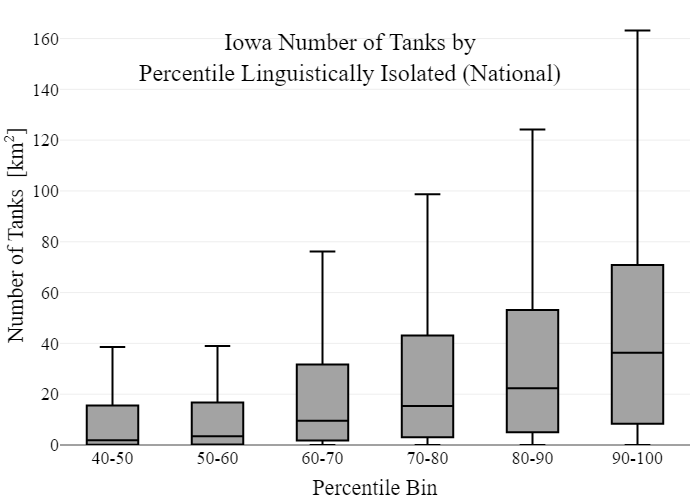 Iowa Number of Tanks by
Percentile Linguistically Isolated (National)
Number of Tanks [km²]
160
140
120
100
80
60
40
20
0
40-50 50-60 60-70 70-80 80-90 90-100
Percentile Bin